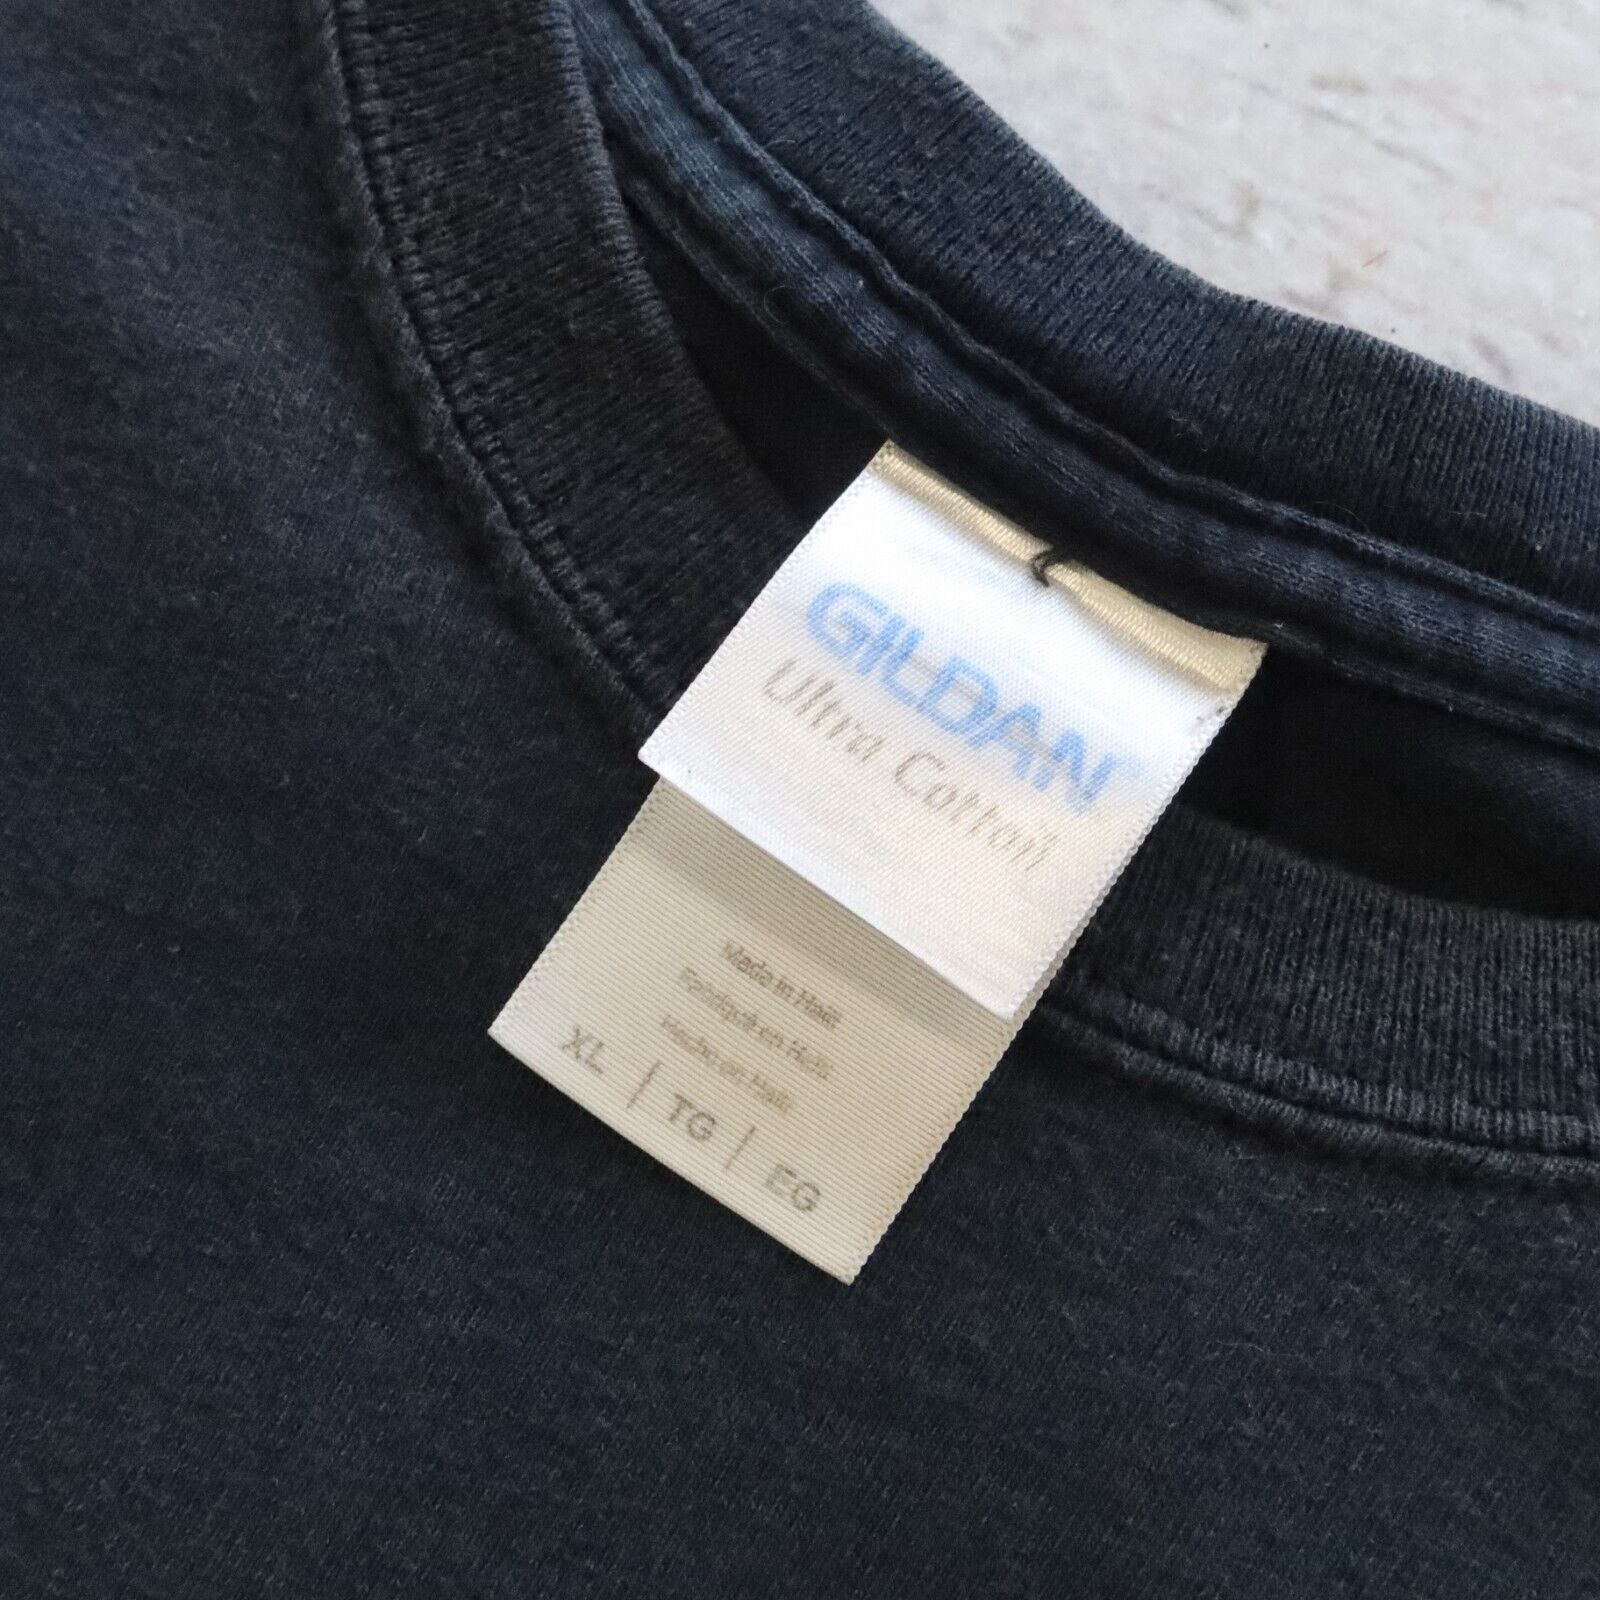 GILDAN
Ultra Cotton
Made in Haiti
Fabriqué en Haïti
Hecho en Haití
XL | TG | EG